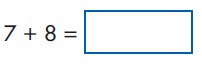 7 + 8 =